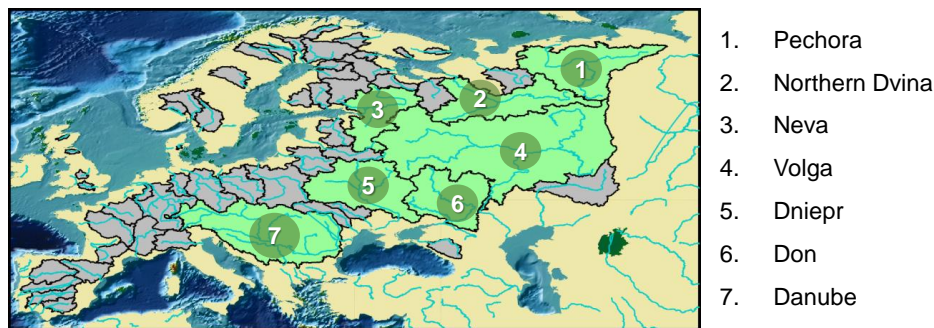 1
2
3
4
5
6
7
1. Pechora
2. Northern Dvina
3. Neva
4. Volga
5. Dniepr
6. Don
7. Danube